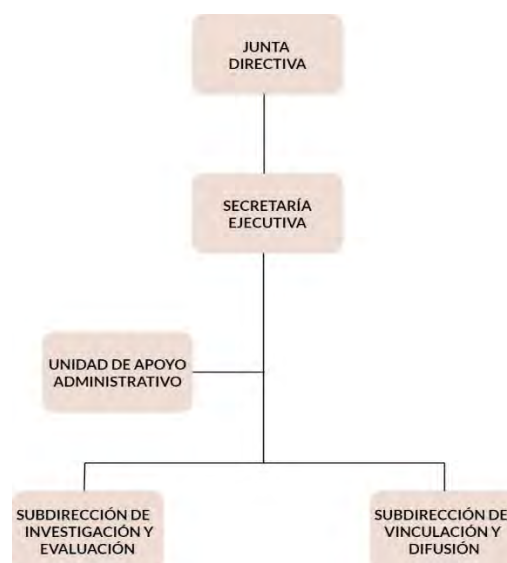 JUNTA
DIRECTIVA
SECRETARÍA
EJECUTIVA
UNIDAD DE APOYO
ADMINISTRATIVO
SUBDIRECCIÓN DE
INVESTIGACIÓN Y
EVALUACIÓN
SUBDIRECCIÓN DE
VINCULACIÓN Y
DIFUSIÓN